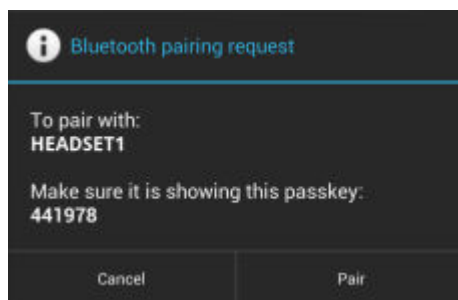 Bluetooth pairing request
To pair with:
HEADSET1
Make sure it is showing this passkey:
441978
Cancel
Pair